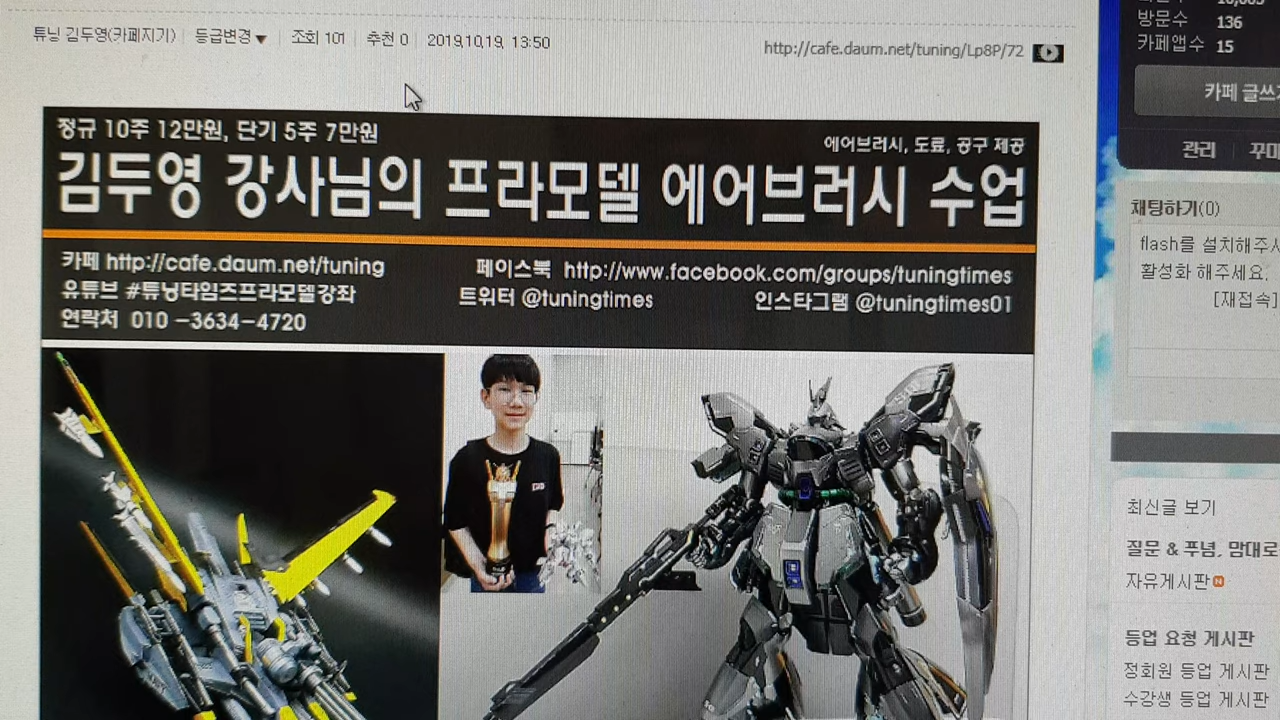 튜닝 김두영(카페지기) 등급변경▼ 조회 101 추천 0 2019.10.19. 13:50
http://cafe.daum.net/tuning/Lp8P/72
정규 10주 12만원, 단기 5주 7만원
에어브러시, 도료, 공구 제공
김두영 강사님의 프라모델 에어브러시 수업
카페 http://cafe.daum.net/tuning
페이스북 http://www.facebook.com/groups/tuningtimes
유튜브 #튜닝타임즈프라모델강좌
트위터 @tuningtimes
인스타그램 @tuningtimes01
연락처 010 -3634-4720
방문수 136
카페앱수 15
카페 글쓰기
관리
채팅하기(0)
flash를 설치해주
활성화 해주세요.
[재접속]
최신글 보기
질문 & 푸념, 맘대로
자유게시판 N
등업 요청 게시판
정회원 등업 게시판
수강생 등업 게시판